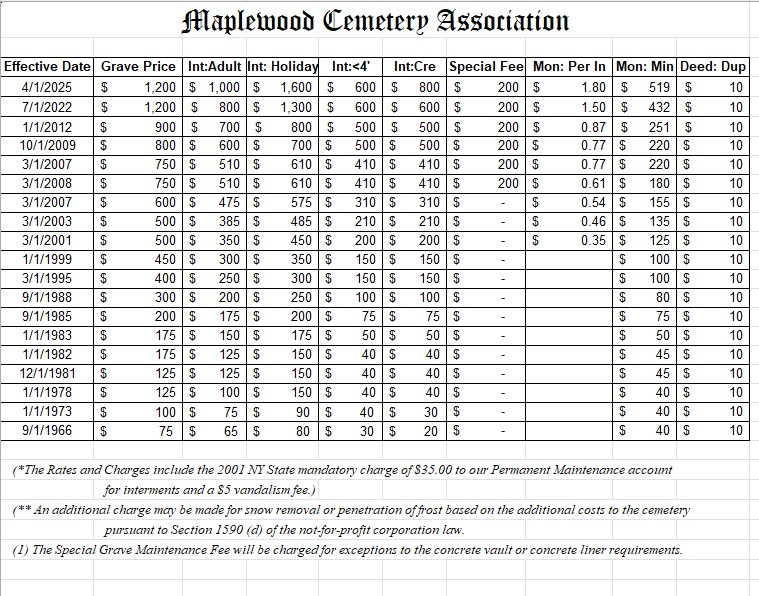 Maplewood Cemetery Association
Effective Date Grave Price Int:Adult Int: Holiday Int:<4' Int:Cre Special Fee Mon: Per In Mon: Min Deed: Dup
4/1/2025 $ 1,200 $ 1,000 $ 1,600 $ 600 $ 800 $ 200 $ 1.80 $ 519 $ 10
7/1/2022 $ 1,200 $ 800 $ 1,300 $ 600 $ 600 $ 200 $ 1.50 $ 432 $ 10
1/1/2012 $ 900 $ 700 $ 800 $ 500 $ 500 $ 200 $ 0.87 $ 251 $ 10
10/1/2009 $ 800 $ 600 $ 700 $ 500 $ 500 $ 200 $ 0.77 $ 220 $ 10
3/1/2007 $ 750 $ 510 $ 610 $ 410 $ 410 $ 200 $ 0.77 $ 220 $ 10
3/1/2008 $ 750 $ 510 $ 610 $ 410 $ 410 $ 200 $ 0.61 $ 180 $ 10
3/1/2007 $ 600 $ 475 $ 575 $ 310 $ 310 $ - $ 0.54 $ 155 $ 10
3/1/2003 $ 500 $ 385 $ 485 $ 210 $ 210 $ - $ 0.46 $ 135 $ 10
3/1/2001 $ 500 $ 350 $ 450 $ 200 $ 200 $ - $ 0.35 $ 125 $ 10
1/1/1999 $ 450 $ 300 $ 350 $ 150 $ 150 $ - $ 100 $ 10
3/1/1995 $ 400 $ 250 $ 300 $ 150 $ 150 $ - $ 100 $ 10
9/1/1988 $ 300 $ 200 $ 250 $ 100 $ 100 $ - $ 80 $ 10
9/1/1985 $ 200 $ 175 $ 200 $ 75 $ 75 $ - $ 75 $ 10
1/1/1983 $ 175 $ 150 $ 175 $ 50 $ 50 $ - $ 50 $ 10
1/1/1982 $ 175 $ 125 $ 150 $ 40 $ 40 $ - $ 45 $ 10
12/1/1981 $ 125 $ 125 $ 150 $ 40 $ 40 $ - $ 45 $ 10
1/1/1978 $ 125 $ 100 $ 150 $ 40 $ 40 $ - $ 40 $ 10
1/1/1973 $ 100 $ 75 $ 90 $ 40 $ 30 $ - $ 40 $ 10
9/1/1966 $ 75 $ 65 $ 80 $ 30 $ 20 $ - $ 40 $ 10
(*The Rates and Charges include the 2001 NY State mandatory charge of $35.00 to our Permanent Maintenance account
for interments and a $5 vandalism fee.)
(** An additional charge may be made for snow removal or penetration of frost based on the additional costs to the cemetery
pursuant to Section 1590 (d) of the not-for-profit corporation law.
(1) The Special Grave Maintenance Fee will be charged for exceptions to the concrete vault or concrete liner requirements.